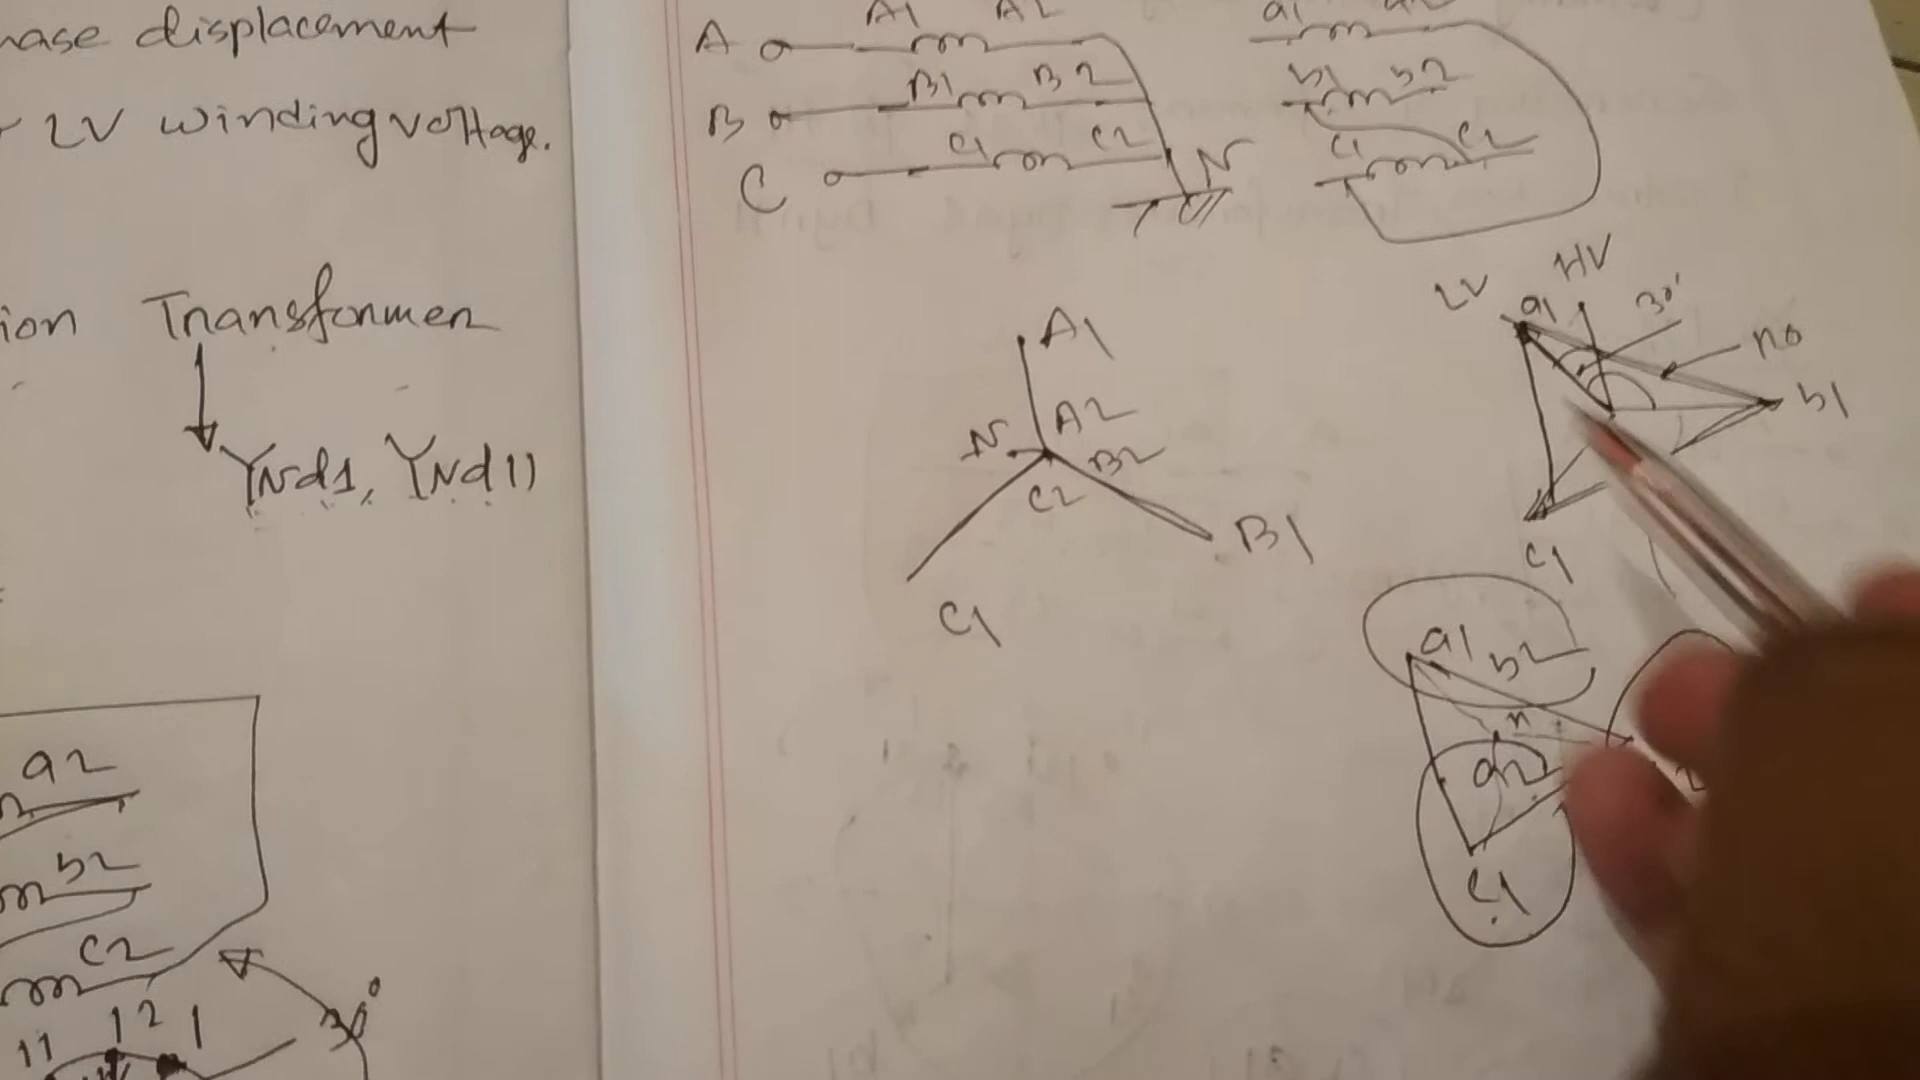 displacement
LV winding voltage.
Transformer
YNd1, YNd11
a2
b2
c2
11 12 1
30°
A A1 A2
B B1 B2
C C1 C2
N
a1
b1 b2
c1 c2
A1
N A2
B2
C2
B1
C1
LV HV
a1 30°
b1
c1
a1 b2
n
a2
c1